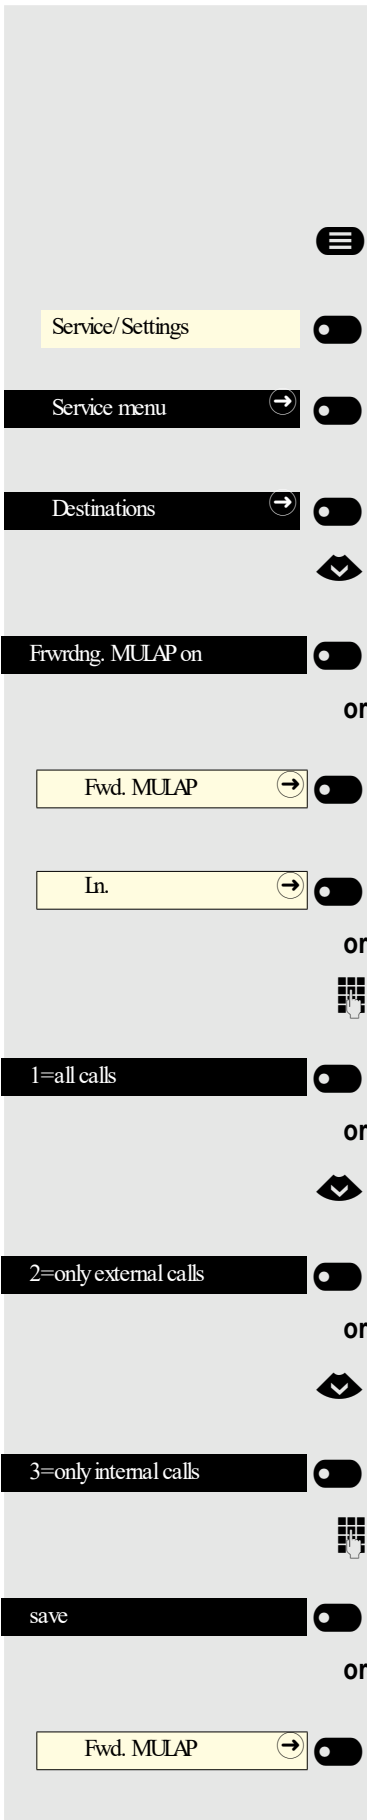 Service/Settings
Service menu
Destinations
Frwrdng. MULAP on
or
Fwd. MULAP
Ln.
or
1=all calls
or
2=only external calls
or
3=only internal calls
save
or
Fwd. MULAP